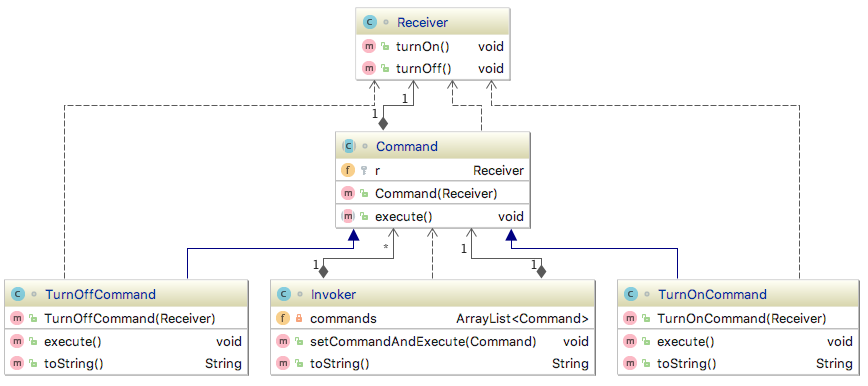 C Receiver
m turnOn() void
m turnOff() void
1
1
C Command
f r Receiver
m Command(Receiver)
m execute() void
* 1
1 1
C TurnOffCommand
m TurnOffCommand(Receiver)
m execute() void
m toString() String
C Invoker
f commands ArrayList<Command>
m setCommandAndExecute(Command) void
m toString() String
C TurnOnCommand
m TurnOnCommand(Receiver)
m execute() void
m toString() String